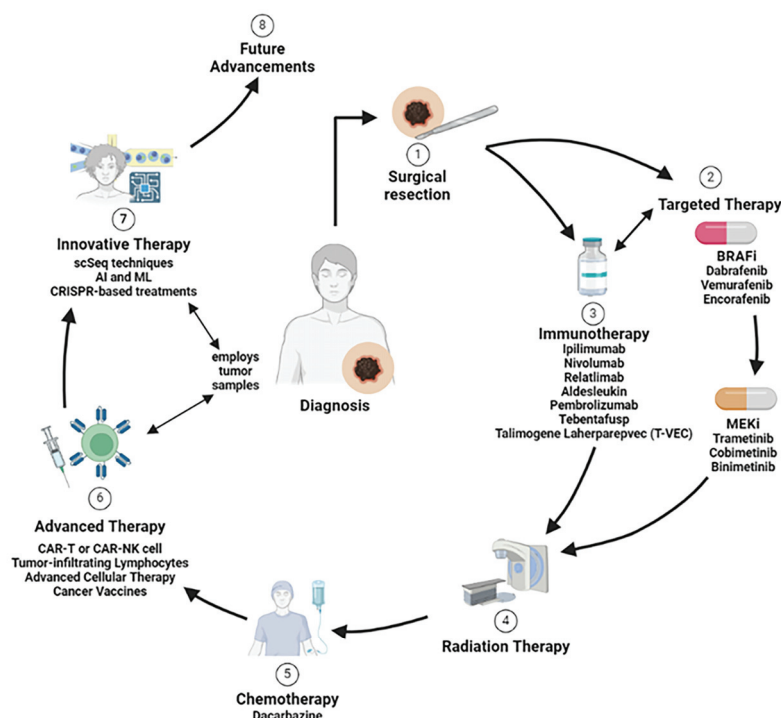 8
Future
Advancements
1
Surgical
resection
2
Targeted Therapy
BRAFi
Dabrafenib
Vemurafenib
Encorafenib
7
Innovative Therapy
scSeq techniques
AI and ML
CRISPR-based treatments
3
Immunotherapy
Ipilimumab
Nivolumab
Relatlimab
Aldesleukin
Pembrolizumab
Tebentafusp
Talimogene Laherparepvec (T-VEC)
employs
tumor
samples
Diagnosis
MEKi
Trametinib
Cobimetinib
Binimetinib
6
Advanced Therapy
CAR-T or CAR-NK cell
Tumor-infiltrating Lymphocytes
Advanced Cellular Therapy
Cancer Vaccines
4
Radiation Therapy
5
Chemotherapy
Dacarbazine